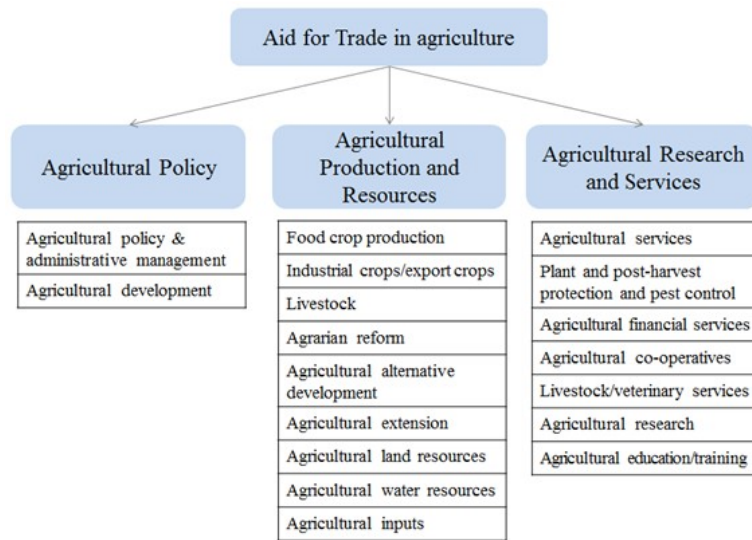 Aid for Trade in agriculture
Agricultural Policy
Agricultural policy &
administrative management
Agricultural development
Agricultural
Production and
Resources
Food crop production
Industrial crops/export crops
Livestock
Agrarian reform
Agricultural alternative
development
Agricultural extension
Agricultural land resources
Agricultural water resources
Agricultural inputs
Agricultural Research
and Services
Agricultural services
Plant and post-harvest
protection and pest control
Agricultural financial services
Agricultural co-operatives
Livestock/veterinary services
Agricultural research
Agricultural education/training